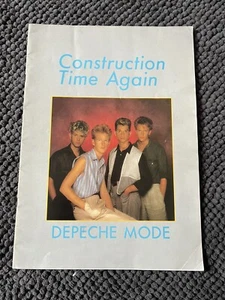 Construction
Time Again
DEPECHE MODE